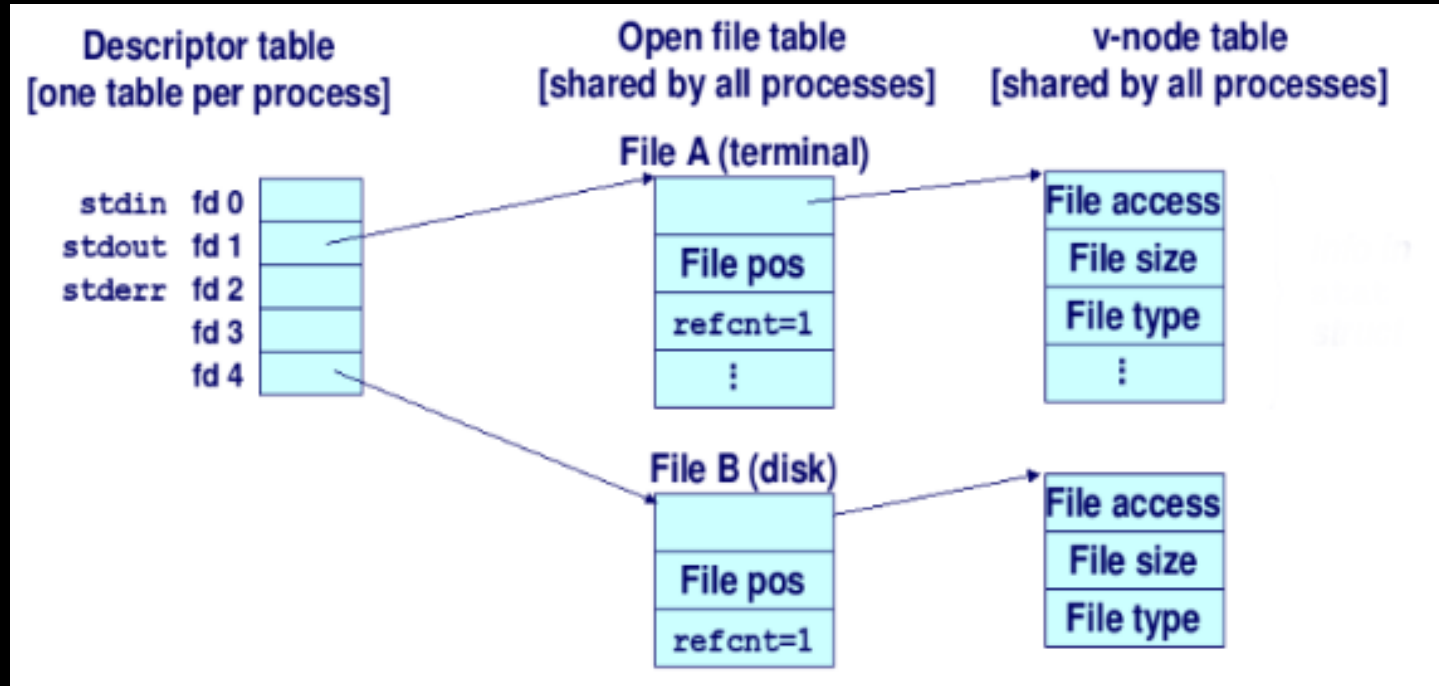 Descriptor table
[one table per process]
Open file table
[shared by all processes]
v-node table
[shared by all processes]
stdin fd 0
stdout fd 1
stderr fd 2
fd 3
fd 4
File A (terminal)
File pos
refcnt=1
⋮
File access
File size
File type
⋮
File B (disk)
File pos
refcnt=1
File access
File size
File type